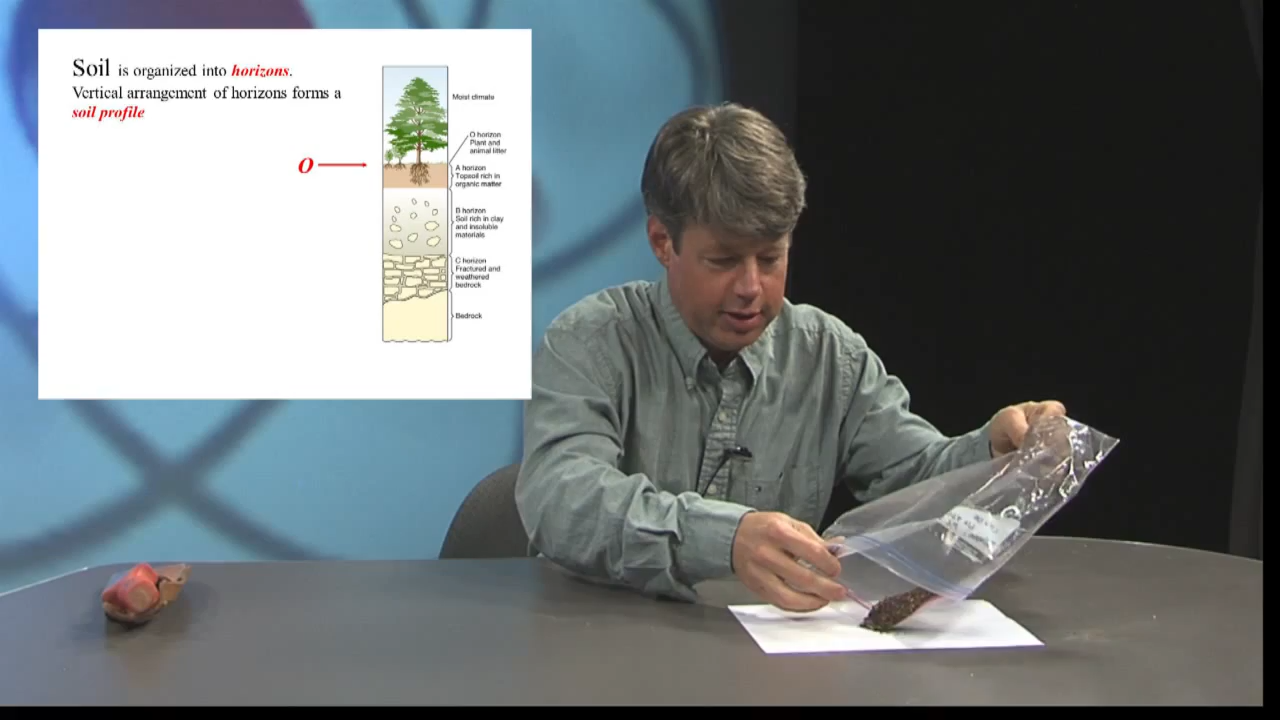 Soil is organized into horizons.
Vertical arrangement of horizons forms a
soil profile
Moist climate
O horizon
Plant and
animal litter
O
A horizon
Topsoil rich in
organic matter
B horizon
Soil rich in clay
and insoluble
materials
C horizon
Fractured and
weathered
bedrock
Bedrock